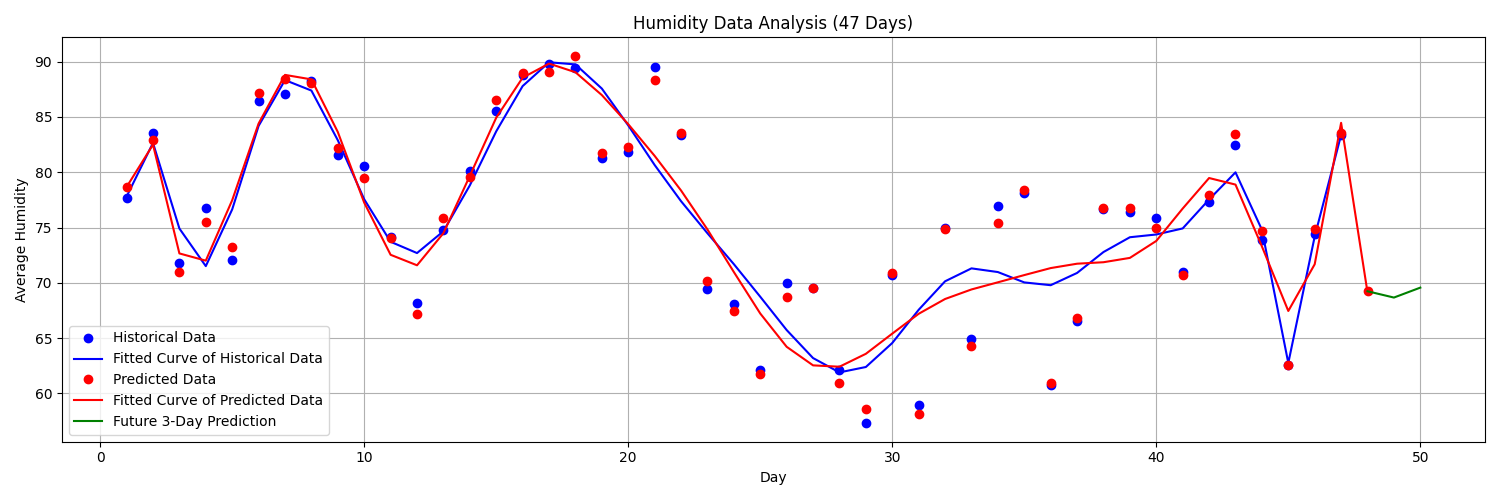 Humidity Data Analysis (47 Days)
Average Humidity
90
85
80
75
70
65
60
Historical Data
Fitted Curve of Historical Data
Predicted Data
Fitted Curve of Predicted Data
Future 3-Day Prediction
0 10 20 30 40 50
Day